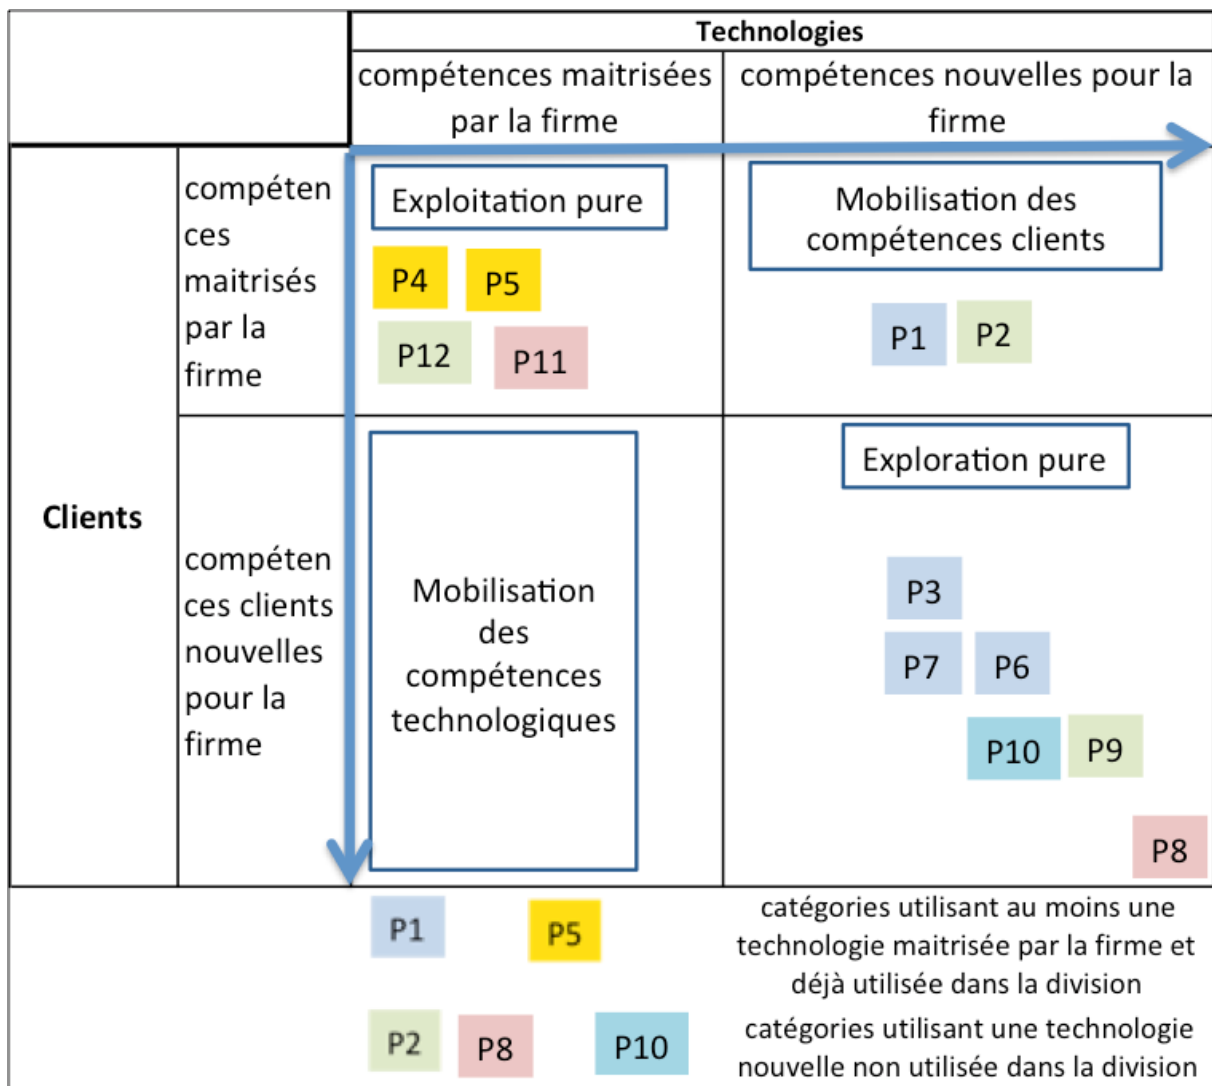 Technologies
compétences maitrisées
par la firme
compétences nouvelles pour la
firme
Clients
compéten
ces
maitrisés
par la
firme
Exploitation pure
P4
P5
P12
P11
Mobilisation des
compétences clients
P1
P2
compéten
ces clients
nouvelles
pour la
firme
Mobilisation
des
compétences
technologiques
Exploration pure
P3
P7
P6
P10
P9
P8
P1
P5
catégories utilisant au moins une
technologie maitrisée par la firme et
déjà utilisée dans la division
P2
P8
P10
catégories utilisant une technologie
nouvelle non utilisée dans la division